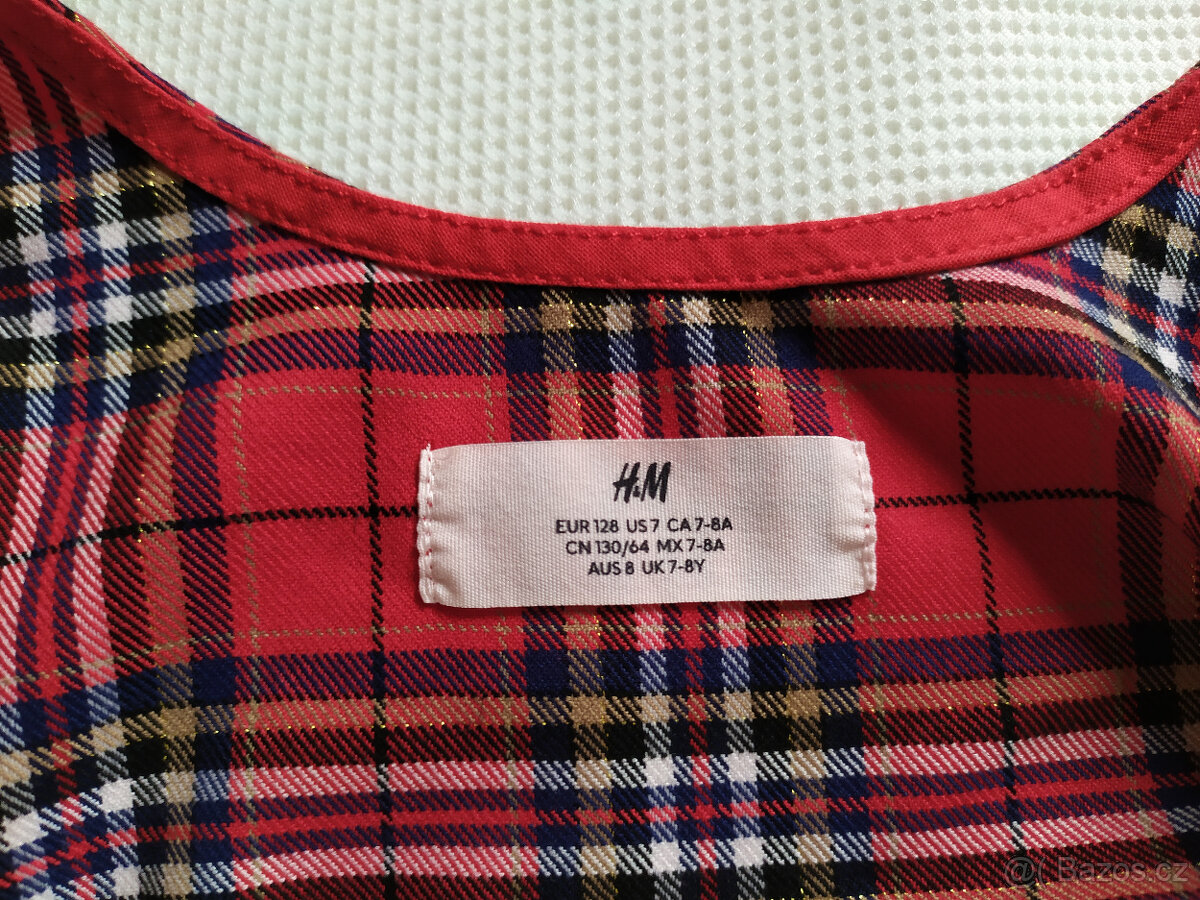 H&M
EUR 128 US 7 CA 7-8A
CN 130/64 MX 7-8A
AUS 8 UK 7-8Y
@( Bazos.cz